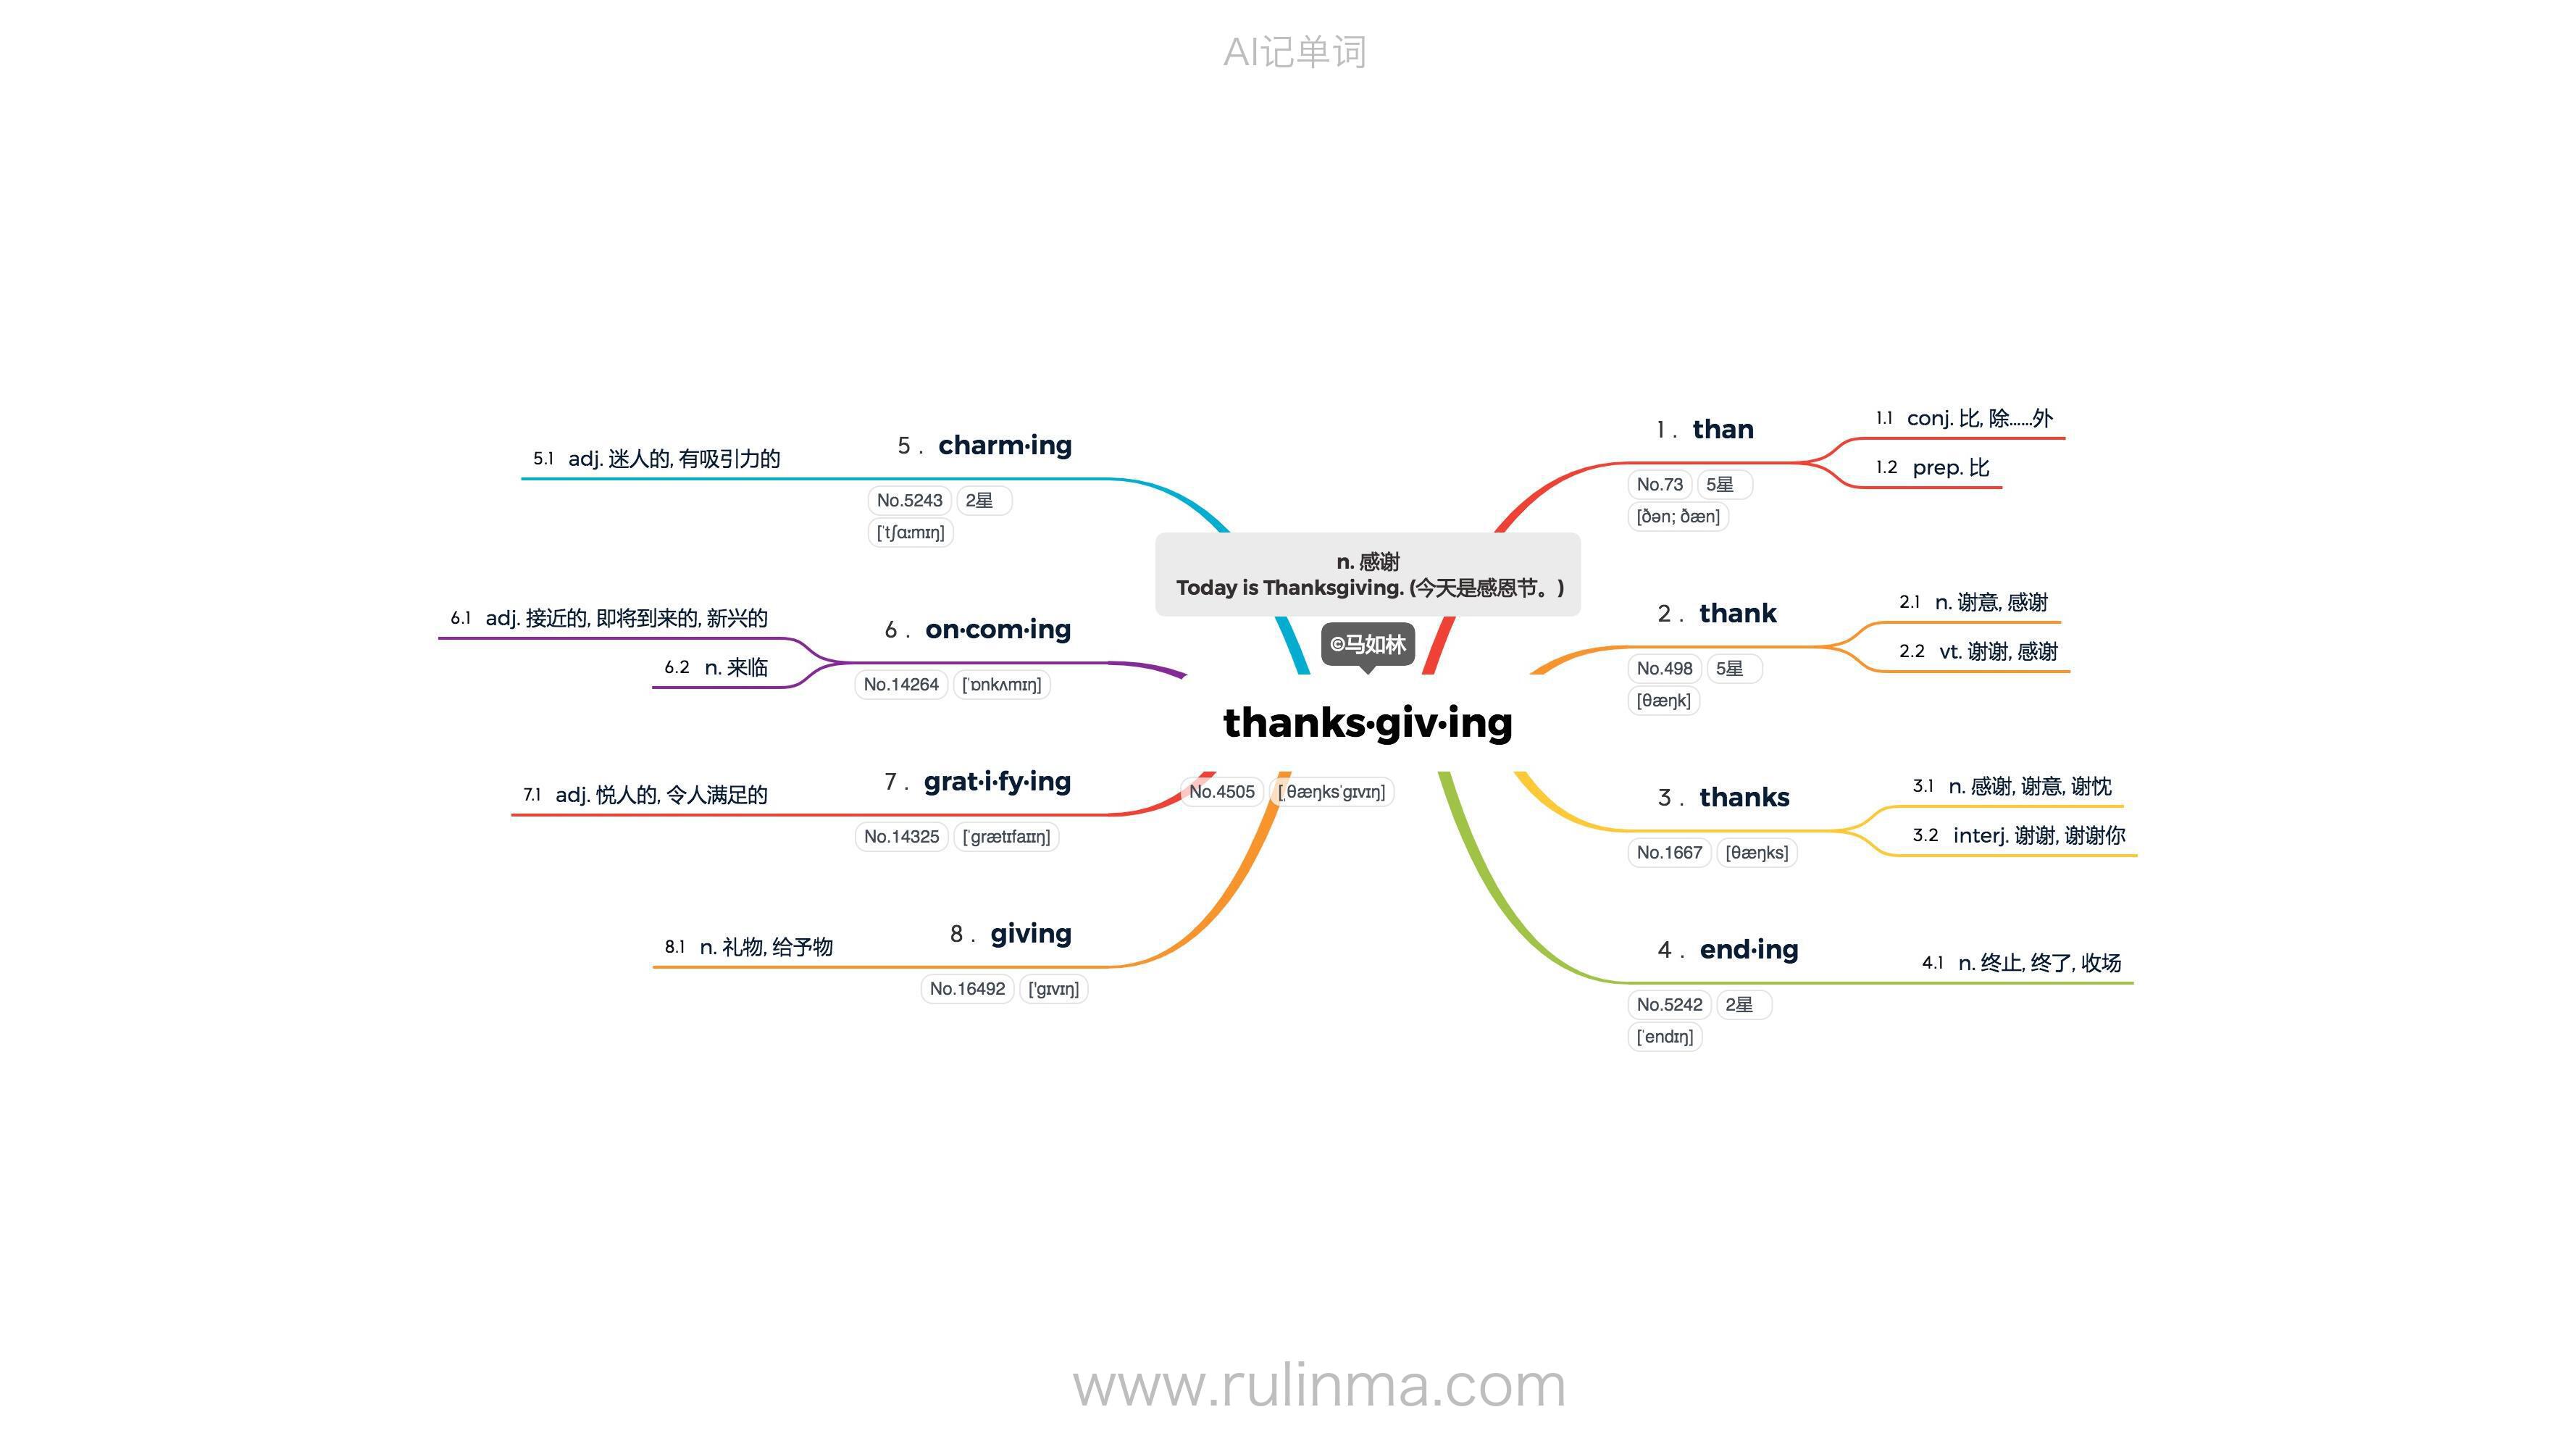 AI记单词
n. 感谢
Today is Thanksgiving. (今天是感恩节。)
©马如林
thanks·giv·ing
No.4505 [ˌθæŋksˈɡɪvɪŋ]
1 . than
No.73 5星
[ðən; ðæn]
1.1 conj. 比, 除……外
1.2 prep. 比
2 . thank
No.498 5星
[θæŋk]
2.1 n. 谢意, 感谢
2.2 vt. 谢谢, 感谢
3 . thanks
No.1667 [θæŋks]
3.1 n. 感谢, 谢意, 谢忱
3.2 interj. 谢谢, 谢谢你
4 . end·ing
No.5242 2星
[ˈendɪŋ]
4.1 n. 终止, 终了, 收场
5 . charm·ing
No.5243 2星
[ˈtʃɑːmɪŋ]
5.1 adj. 迷人的, 有吸引力的
6 . on·com·ing
No.14264 [ˈɒnkʌmɪŋ]
6.1 adj. 接近的, 即将到来的, 新兴的
6.2 n. 来临
7 . grat·i·fy·ing
No.14325 [ˈɡrætɪfaɪɪŋ]
7.1 adj. 悦人的, 令人满足的
8 . giving
No.16492 ['ɡɪvɪŋ]
8.1 n. 礼物, 给予物
www.rulinma.com